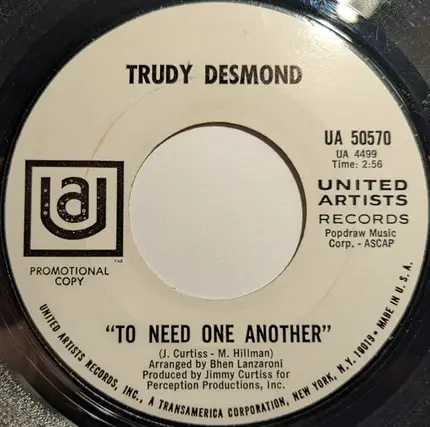 TRUDY DESMOND
UA 50570
UA 4499
Time: 2:56
UNITED
ARTISTS
RECORDS
Popdraw Music
Corp. - ASCAP
UA
PROMOTIONAL
COPY
"TO NEED ONE ANOTHER"
(J. Curtiss - M. Hillman)
Arranged by Bhen Lanzaroni
Produced by Jimmy Curtiss for
Perception Productions, Inc.
UNITED ARTISTS RECORDS, INC., A TRANSAMERICA CORPORATION, NEW YORK, N.Y. 10019 • MADE IN U.S.A.